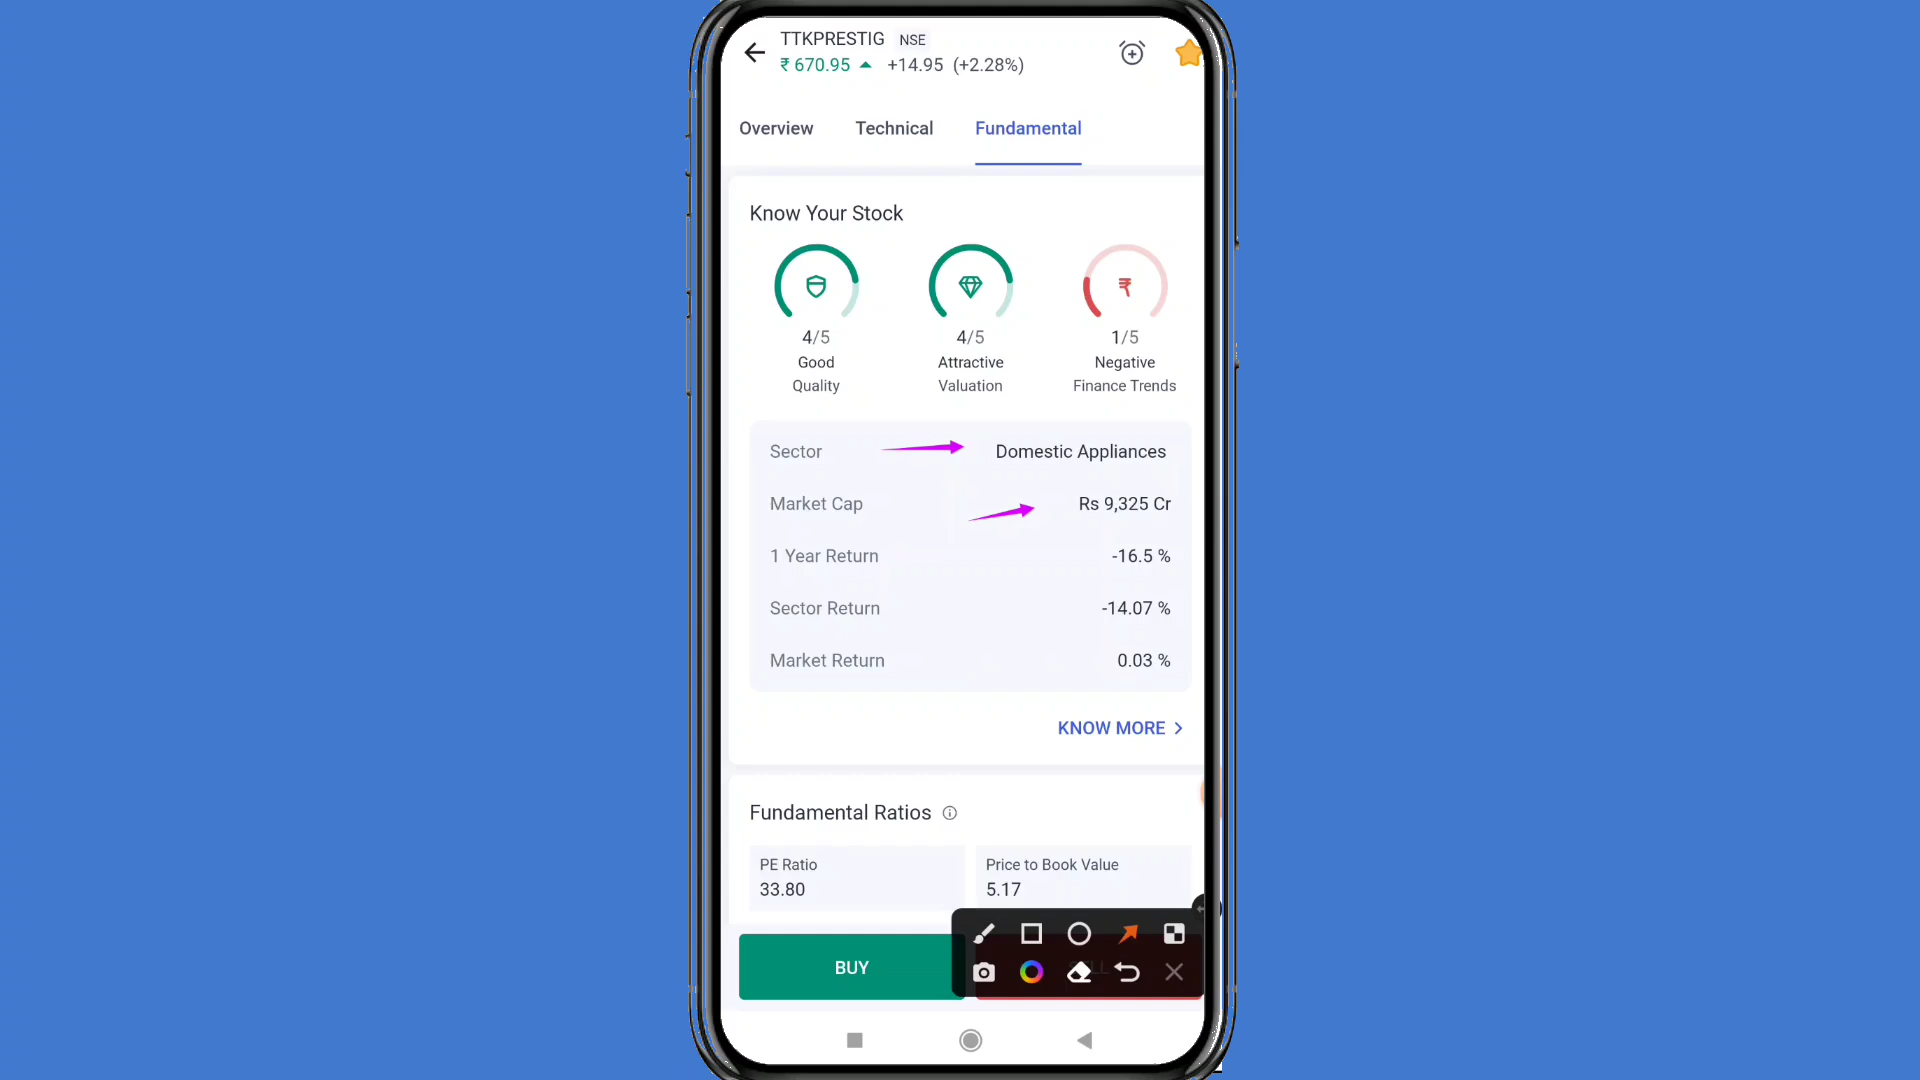 TTKPRESTIG NSE
₹ 670.95 ▲ +14.95 (+2.28%)
Overview Technical Fundamental
Know Your Stock
4/5 4/5 1/5
Good Attractive Negative
Quality Valuation Finance Trends
Sector Domestic Appliances
Market Cap Rs 9,325 Cr
1 Year Return -16.5 %
Sector Return -14.07 %
Market Return 0.03 %
KNOW MORE >
Fundamental Ratios
PE Ratio Price to Book Value
33.80 5.17
BUY